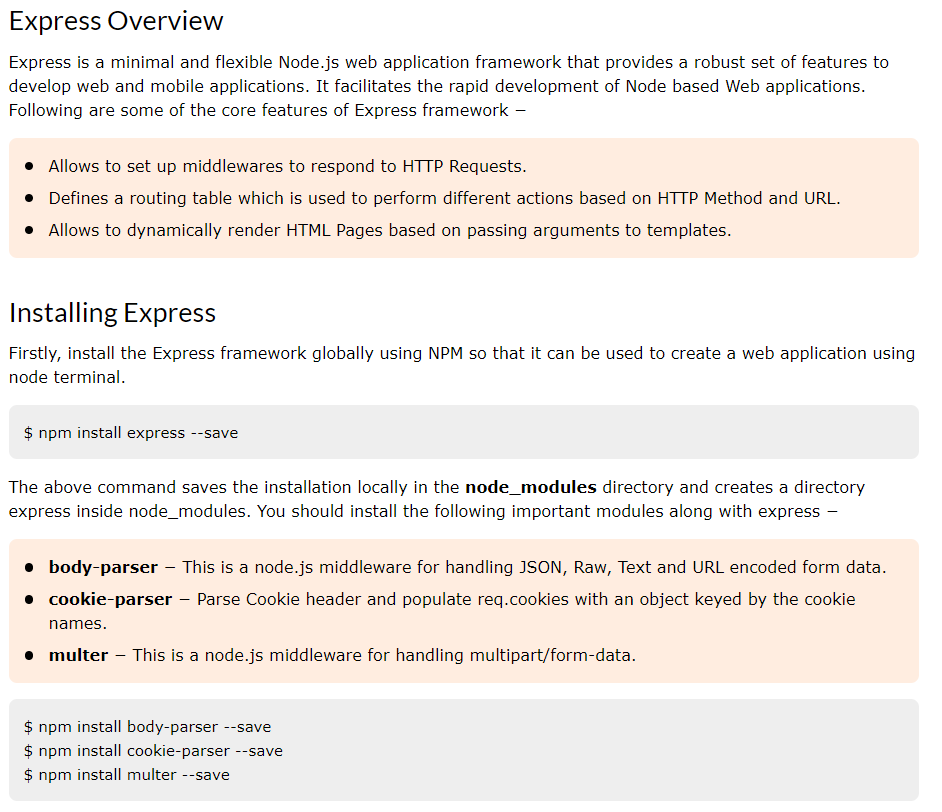 Express Overview
Express is a minimal and flexible Node.js web application framework that provides a robust set of features to
develop web and mobile applications. It facilitates the rapid development of Node based Web applications.
Following are some of the core features of Express framework −
• Allows to set up middlewares to respond to HTTP Requests.
• Defines a routing table which is used to perform different actions based on HTTP Method and URL.
• Allows to dynamically render HTML Pages based on passing arguments to templates.
Installing Express
Firstly, install the Express framework globally using NPM so that it can be used to create a web application using
node terminal.
$ npm install express --save
The above command saves the installation locally in the node_modules directory and creates a directory
express inside node_modules. You should install the following important modules along with express −
• body-parser − This is a node.js middleware for handling JSON, Raw, Text and URL encoded form data.
• cookie-parser − Parse Cookie header and populate req.cookies with an object keyed by the cookie
names.
• multer − This is a node.js middleware for handling multipart/form-data.
$ npm install body-parser --save
$ npm install cookie-parser --save
$ npm install multer --save